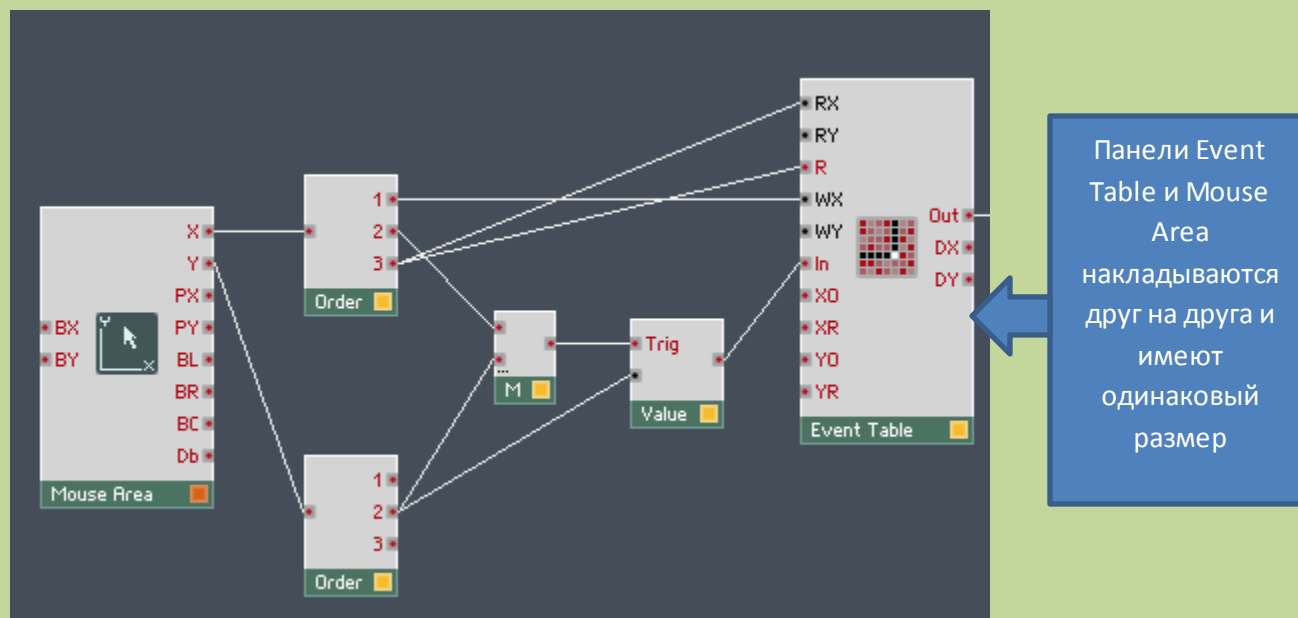 X
Y
PX
PY
BL
BR
BC
Db
BX
BY
Mouse Area
1
2
3
Order
1
2
3
Order
...
M
Trig
Value
RX
RY
R
WX
WY
In
XO
XR
YO
YR
Out
DX
DY
Event Table
Панели Event
Table и Mouse
Area
накладываются
друг на друга и
имеют
одинаковый
размер